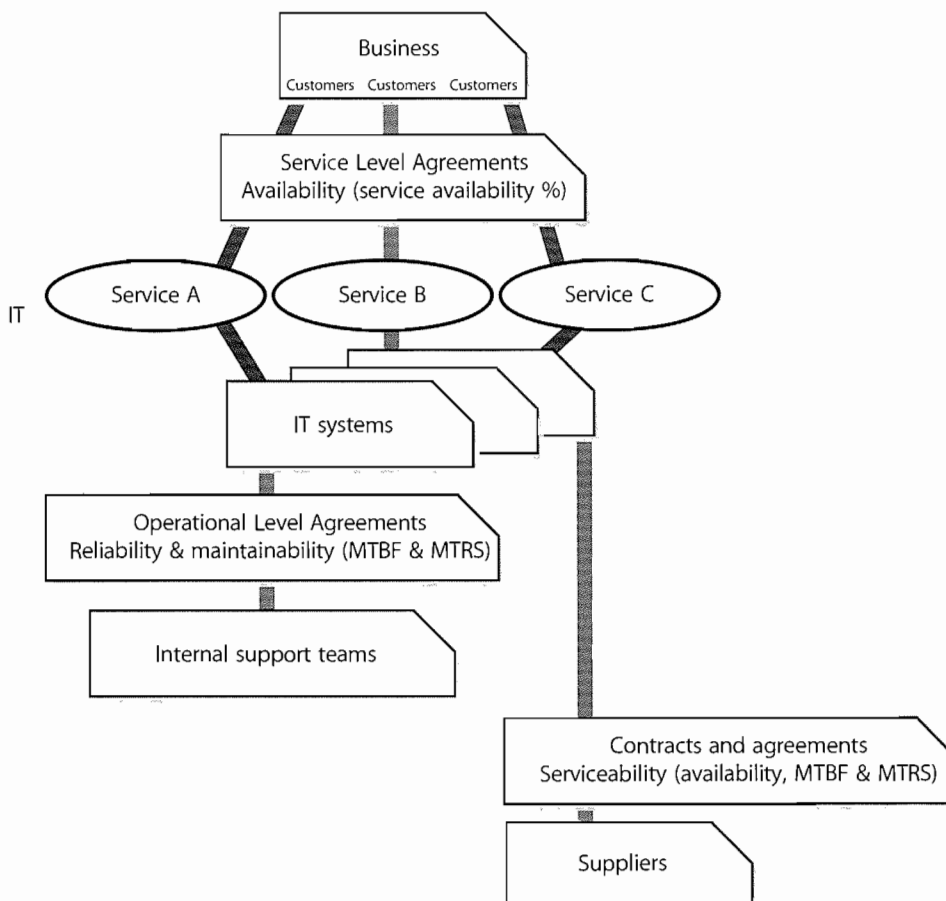 Business
Customers Customers Customers
Service Level Agreements
Availability (service availability %)
Service A
Service B
Service C
IT
IT systems
Operational Level Agreements
Reliability & maintainability (MTBF & MTRS)
Internal support teams
Contracts and agreements
Serviceability (availability, MTBF & MTRS)
Suppliers